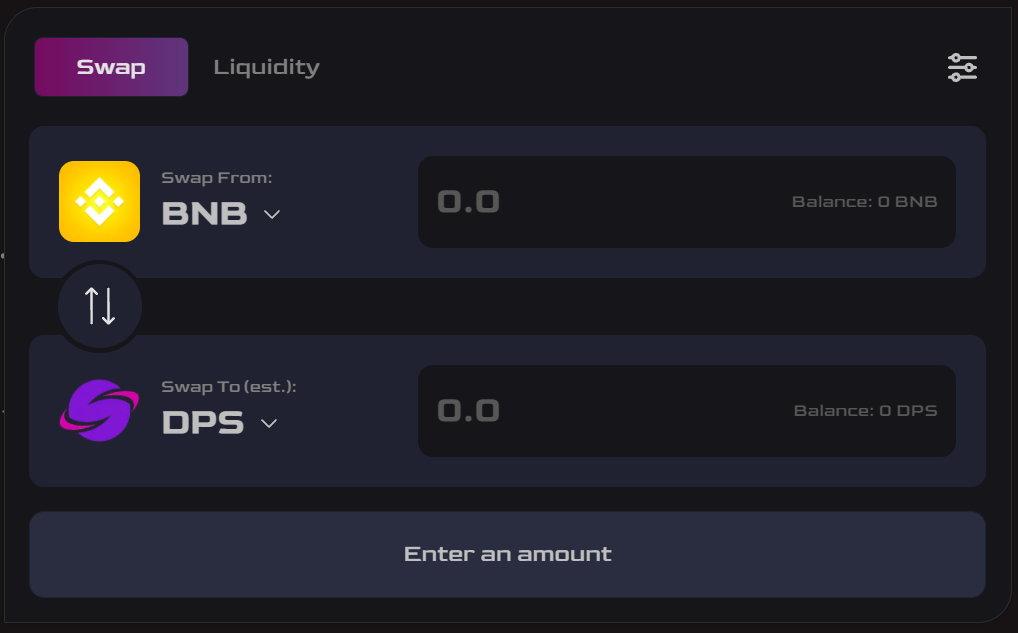 Swap Liquidity
Swap From:
BNB
0.0 Balance: 0 BNB
Swap To (est.):
DPS
0.0 Balance: 0 DPS
Enter an amount